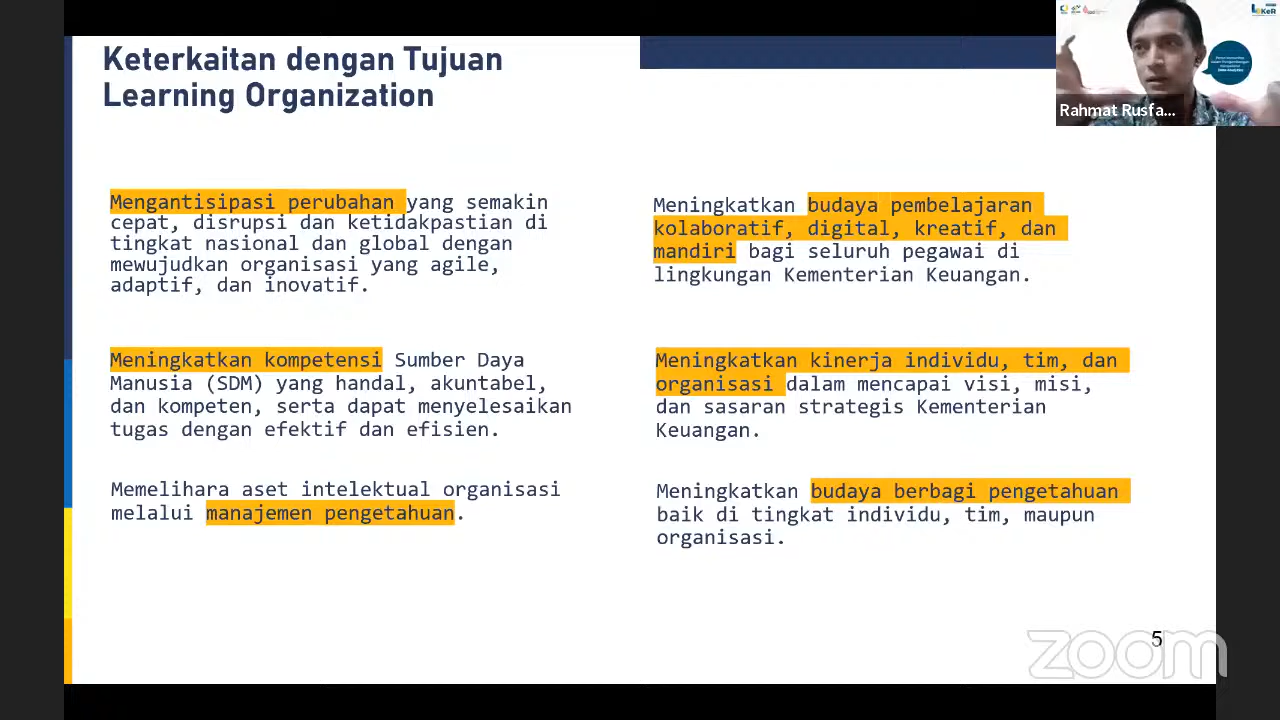 Keterkaitan dengan Tujuan
Learning Organization
Mengantisipasi perubahan yang semakin
cepat, disrupsi dan ketidakpastian di
tingkat nasional dan global dengan
mewujudkan organisasi yang agile,
adaptif, dan inovatif.
Meningkatkan kompetensi Sumber Daya
Manusia (SDM) yang handal, akuntabel,
dan kompeten, serta dapat menyelesaikan
tugas dengan efektif dan efisien.
Memelihara aset intelektual organisasi
melalui manajemen pengetahuan.
Meningkatkan budaya pembelajaran
kolaboratif, digital, kreatif, dan
mandiri bagi seluruh pegawai di
lingkungan Kementerian Keuangan.
Meningkatkan kinerja individu, tim, dan
organisasi dalam mencapai visi, misi,
dan sasaran strategis Kementerian
Keuangan.
Meningkatkan budaya berbagi pengetahuan
baik di tingkat individu, tim, maupun
organisasi.
Rahmat Rusfa...
5
zoom